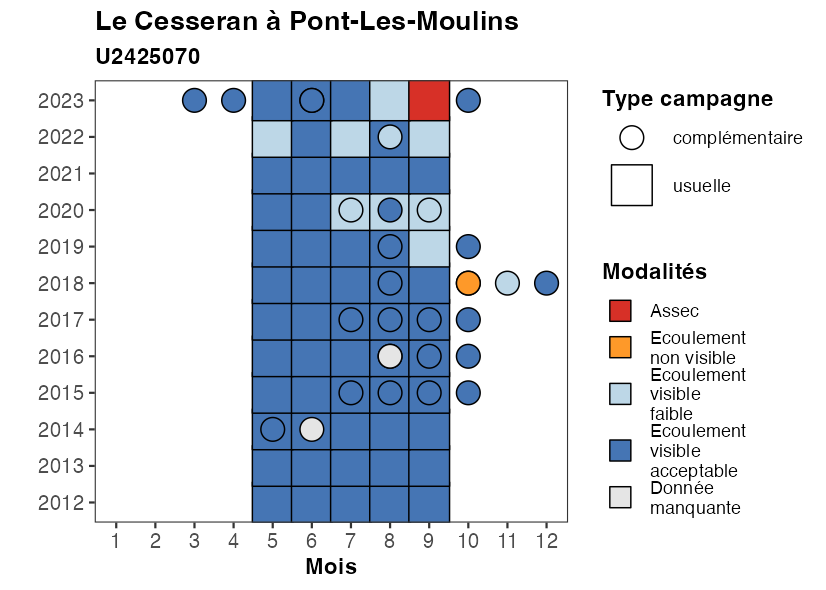 Le Cesseran à Pont-Les-Moulins
U2425070
2023
2022
2021
2020
2019
2018
2017
2016
2015
2014
2013
2012
1 2 3 4 5 6 7 8 9 10 11 12
Mois
Type campagne
complémentaire
usuelle
Modalités
Assec
Ecoulement
non visible
Ecoulement
visible
faible
Ecoulement
visible
acceptable
Donnée
manquante